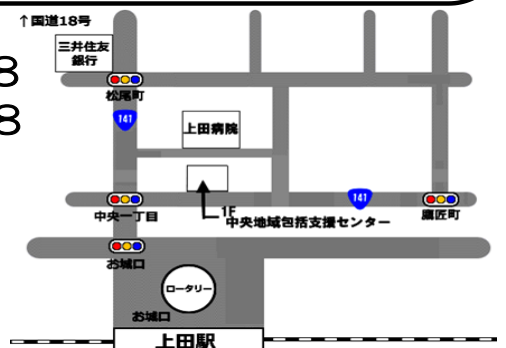 ↑国道18号
三井住友
銀行
8
8
松尾町
141
上田病院
1F
中央地域包括支援センター
141
中央一丁目
鷹匠町
お城口
ロータリー
お城口
上田駅